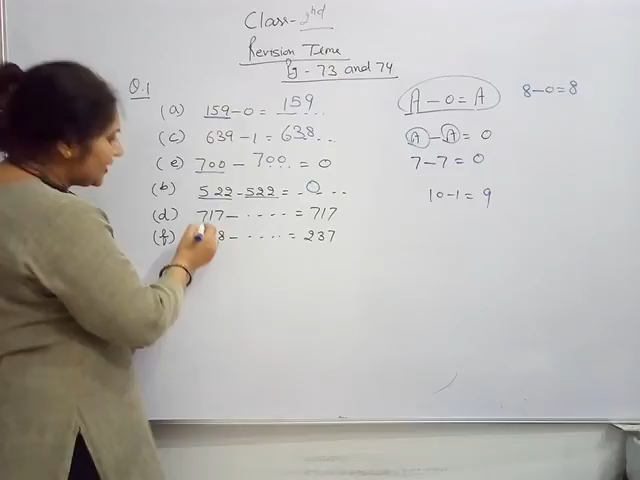 Class-2nd
Revision Time
Pg-73 and 74
Q.1
(a) 159-0 = 159...
(c) 639-1 = 638...
(e) 700 - 700 = 0
(b) 522-522 = .0...
(d) 717-.... = 717
(f) 8-.... = 237
A-0=A
8-0=8
A-A=0
7-7=0
10-1=9